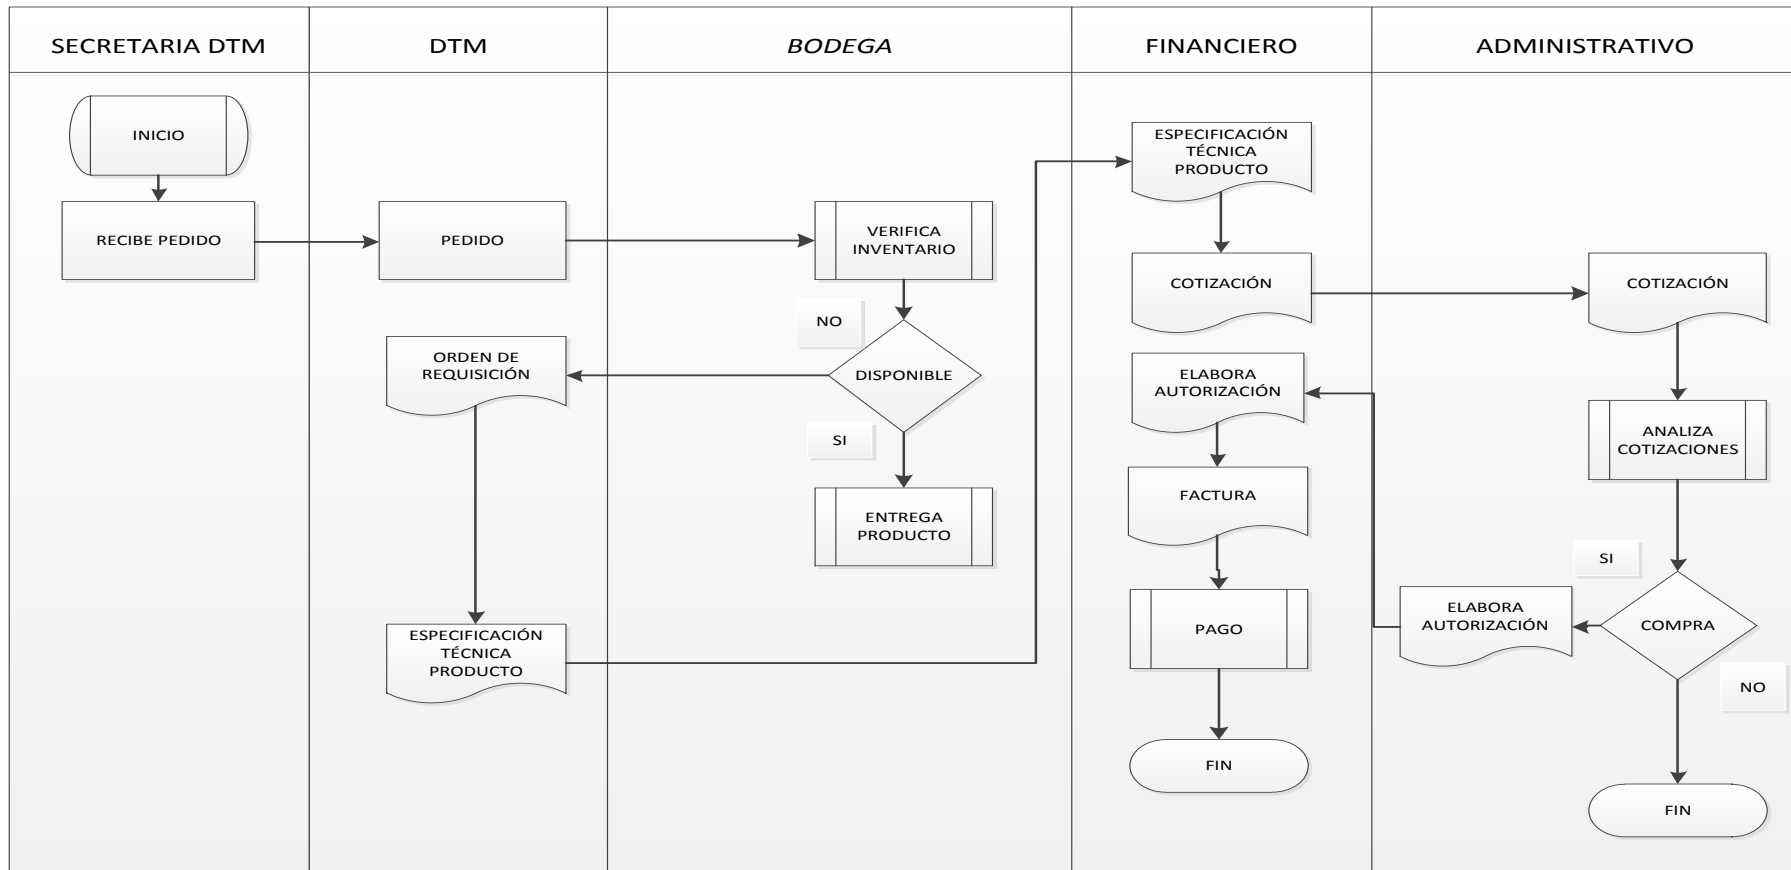 SECRETARIA DTM
DTM
BODEGA
FINANCIERO
ADMINISTRATIVO
INICIO
RECIBE PEDIDO
PEDIDO
ORDEN DE
REQUISICIÓN
ESPECIFICACIÓN
TÉCNICA
PRODUCTO
VERIFICA
INVENTARIO
NO
DISPONIBLE
SI
ENTREGA
PRODUCTO
ESPECIFICACIÓN
TÉCNICA
PRODUCTO
COTIZACIÓN
ELABORA
AUTORIZACIÓN
FACTURA
PAGO
FIN
COTIZACIÓN
ANALIZA
COTIZACIONES
SI
ELABORA
AUTORIZACIÓN
COMPRA
NO
FIN